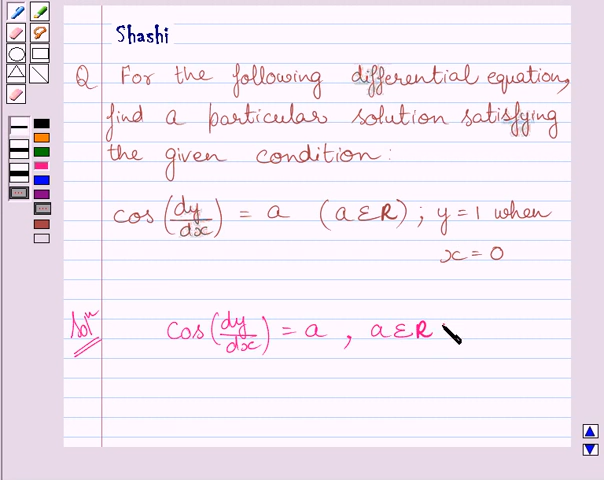 Shashi
Q For the following differential equation,
find a particular solution satisfying
the given condition:
cos(dy/dx) = a (a ∈ R) ; y = 1 when
x = 0
Solⁿ cos(dy/dx) = a , a ∈ R